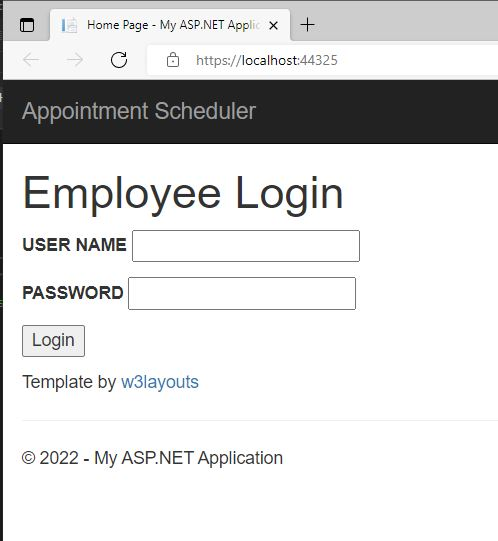 Home Page - My ASP.NET Applic
https://localhost:44325
Appointment Scheduler
Employee Login
USER NAME
PASSWORD
Login
Template by w3layouts
© 2022 - My ASP.NET Application